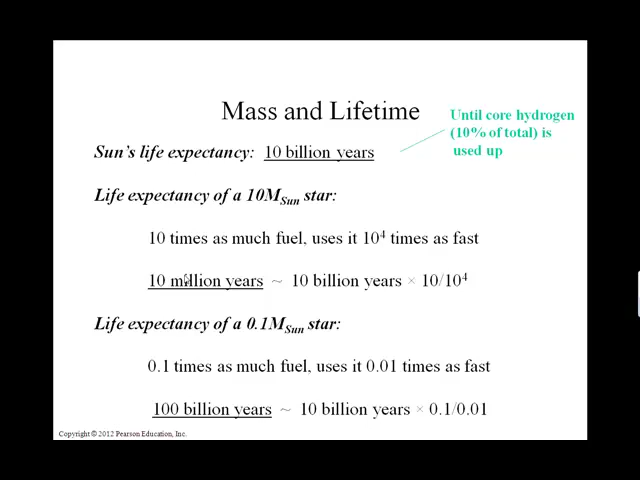 Mass and Lifetime
Until core hydrogen
(10% of total) is
used up
Sun's life expectancy: 10 billion years
Life expectancy of a 10M_Sun star:
10 times as much fuel, uses it 10⁴ times as fast
10 million years ~ 10 billion years × 10/10⁴
Life expectancy of a 0.1M_Sun star:
0.1 times as much fuel, uses it 0.01 times as fast
100 billion years ~ 10 billion years × 0.1/0.01
Copyright © 2012 Pearson Education, Inc.